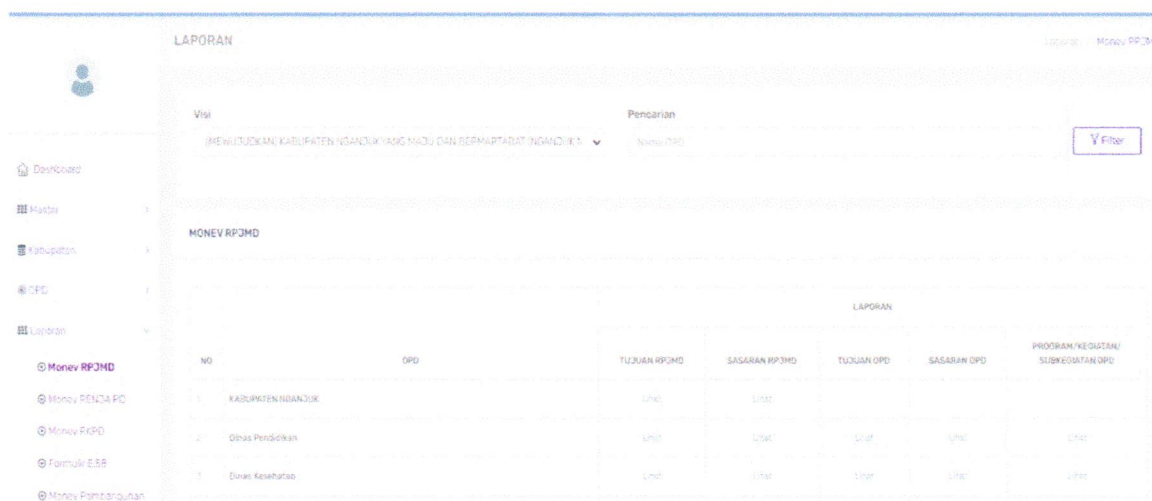 LAPORAN
Laporan / Monev RPJM
Visi
Pencarian
(MEWUJUDKAN) KABUPATEN NGANJUK YANG MAJU DAN BERMARTABAT (NGANJUK
Nama OPD
Filter
Dashboard
Master
Kabupaten
OPD
Laporan
Monev RPJMD
Monev RENJA PD
Monev RKPD
Formulir E.88
Monev Pembangunan
MONEV RPJMD
LAPORAN
NO OPD TUJUAN RPJMD SASARAN RPJMD TUJUAN OPD SASARAN OPD PROGRAM/KEGIATAN/
SUBKEGIATAN OPD
1 KABUPATEN NGANJUK Lihat Lihat
2 Dinas Pendidikan Lihat Lihat Lihat Lihat Lihat
3 Dinas Kesehatan Lihat Lihat Lihat Lihat Lihat